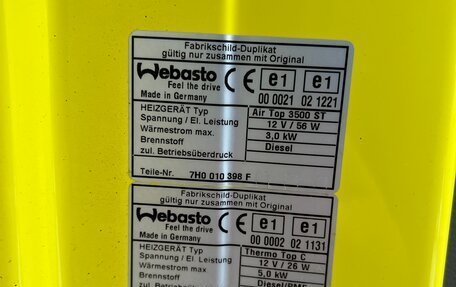 Fabrikschild-Duplikat
gültig nur zusammen mit Original
Webasto CE e1 e1
Feel the drive
Made in Germany 00 0021 02 1221
HEIZGERÄT Typ Air Top 3500 ST
Spannung / El. Leistung 12 V / 56 W
Wärmestrom max. 3,0 kW
Brennstoff Diesel
zul. Betriebsüberdruck
Teile-Nr. 7H0 010 398 F
Fabrikschild-Duplikat
gültig nur zusammen mit Original
Webasto CE e1 e1
Feel the drive
Made in Germany 00 0002 02 1131
HEIZGERÄT Typ Thermo Top C
Spannung / El. Leistung 12 V / 26 W
Wärmestrom max. 5,0 kW
Brennstoff Diesel/PME